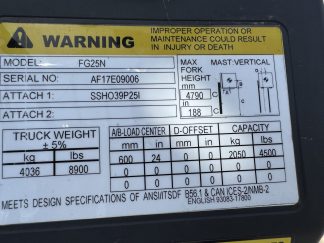 WARNING
IMPROPER OPERATION OR
MAINTENANCE COULD RESULT
IN INJURY OR DEATH
MODEL: FG25N
SERIAL NO: AF17E09006
ATTACH 1: SSHO39P25I
ATTACH 2:
MAX MAST:VERTICAL
FORK
HEIGHT
mm
4790 C
in
188 C
TRUCK WEIGHT
± 5%
kg lbs
4036 8900
A/B-LOAD CENTER D-OFFSET C kg lbs
mm in mm in
600 24 0 0 0 2050 4500
0 0 0 0 0 0 0
0 0 0 0 0 0 0
MEETS DESIGN SPECIFICATIONS OF ANSI/ITSDF B56.1 & CAN ICES-2/NMB-2
ENGLISH 93083-17800